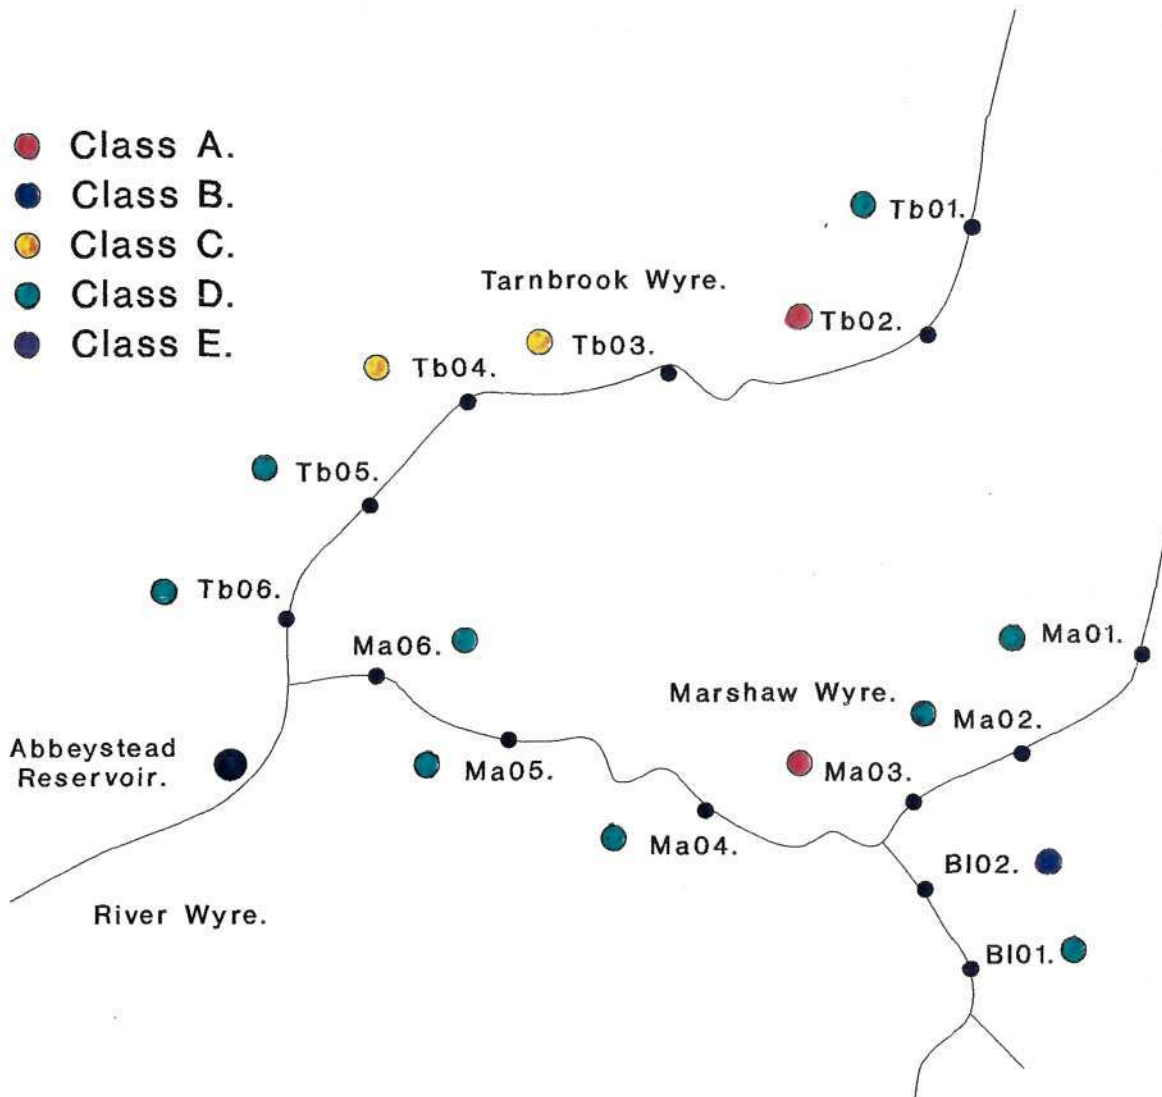 Class A.
Class B.
Class C.
Class D.
Class E.
Tb01.
Tarnbrook Wyre.
Tb02.
Tb03.
Tb04.
Tb05.
Tb06.
Ma06.
Ma01.
Marshaw Wyre.
Ma02.
Abbeystead
Reservoir.
Ma05.
Ma03.
Ma04.
Bl02.
River Wyre.
Bl01.